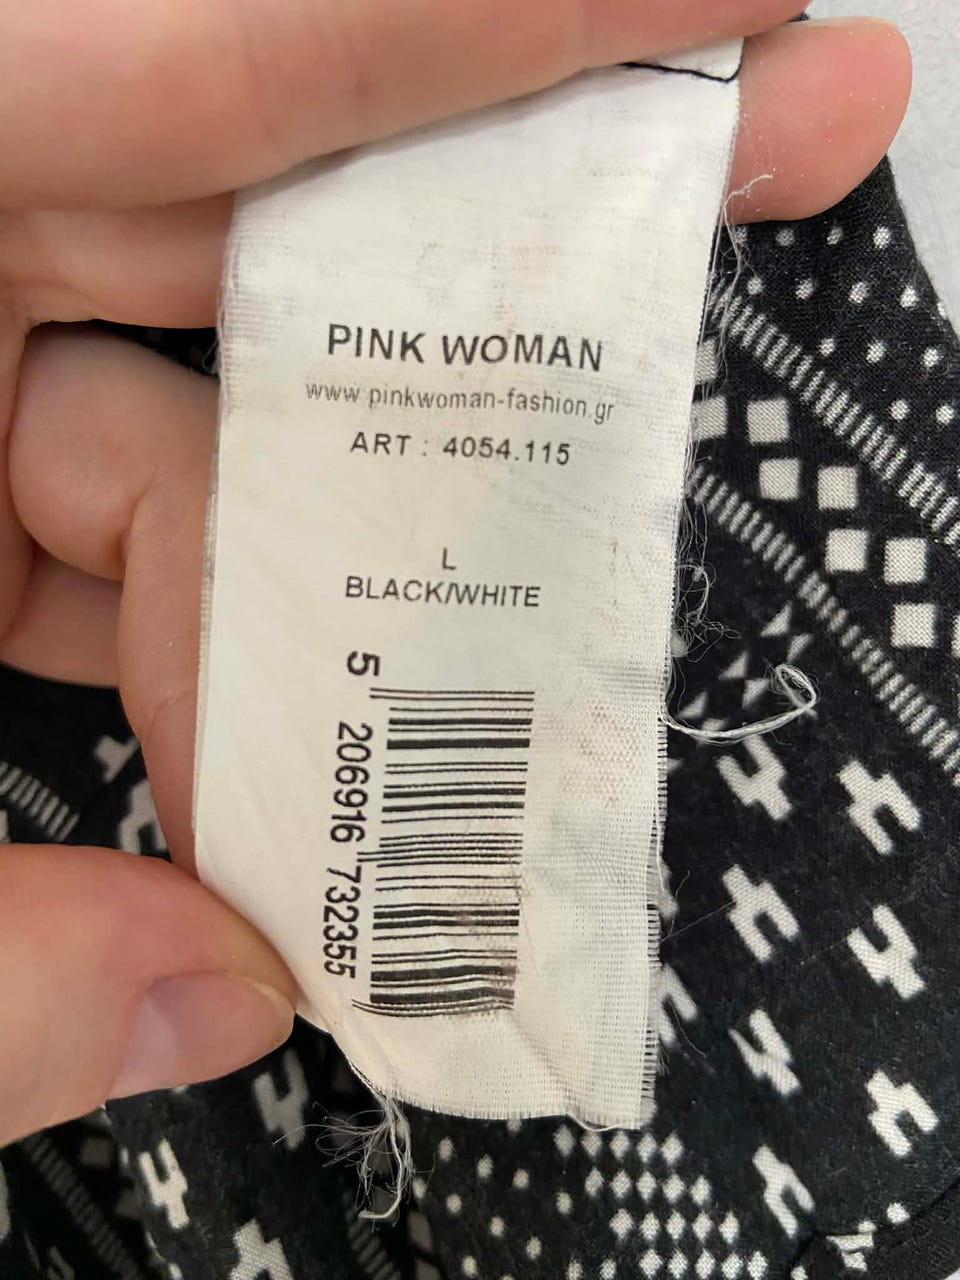 PINK WOMAN
www.pinkwoman-fashion.gr
ART : 4054.115
L
BLACK/WHITE
5 206916 732355